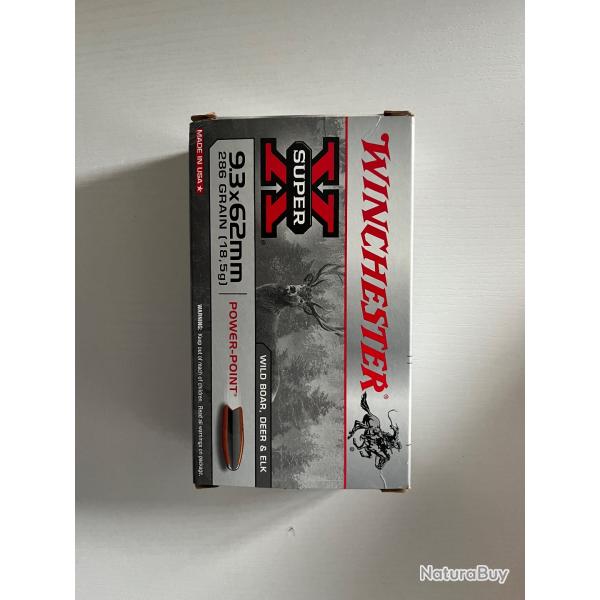 WINCHESTER®
SUPER
X®
9.3x62mm
286 GRAIN (18,5g)
POWER-POINT®
WILD BOAR, DEER & ELK
MADE IN USA
WARNING: Keep out of reach of children. Read all warnings on package.
NaturaBuy